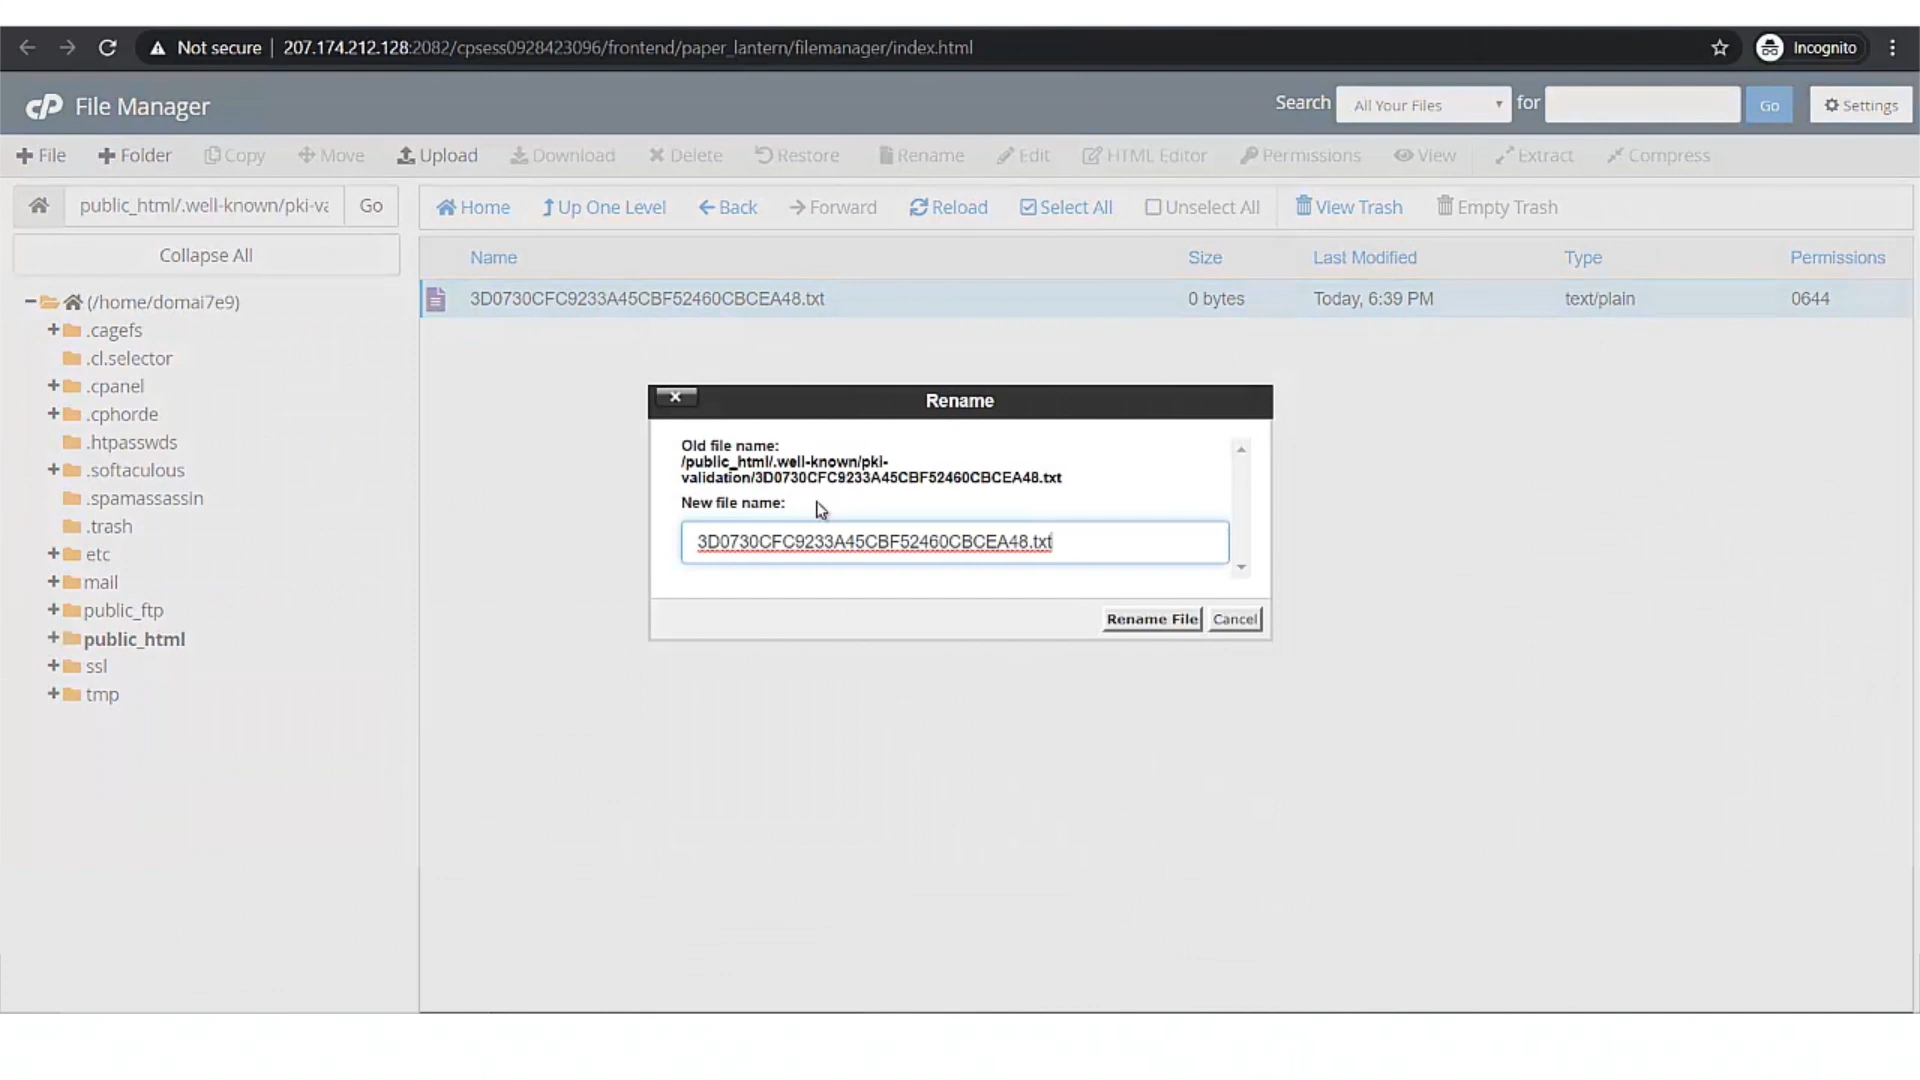 Not secure | 207.174.212.128:2082/cpsess0928423096/frontend/paper_lantern/filemanager/index.html
Incognito
cP File Manager
Search All Your Files for Go Settings
File Folder Copy Move Upload Download Delete Restore Rename Edit HTML Editor Permissions View Extract Compress
public_html/.well-known/pki-va Go
Home Up One Level Back Forward Reload Select All Unselect All View Trash Empty Trash
Collapse All
Name Size Last Modified Type Permissions
3D0730CFC9233A45CBF52460CBCEA48.txt 0 bytes Today, 6:39 PM text/plain 0644
(/home/domai7e9)
.cagefs
.cl.selector
.cpanel
.cphorde
.htpasswds
.softaculous
.spamassassin
.trash
etc
mail
public_ftp
public_html
ssl
tmp
Rename
Old file name:
/public_html/.well-known/pki-
validation/3D0730CFC9233A45CBF52460CBCEA48.txt
New file name:
3D0730CFC9233A45CBF52460CBCEA48.txt
Rename File Cancel